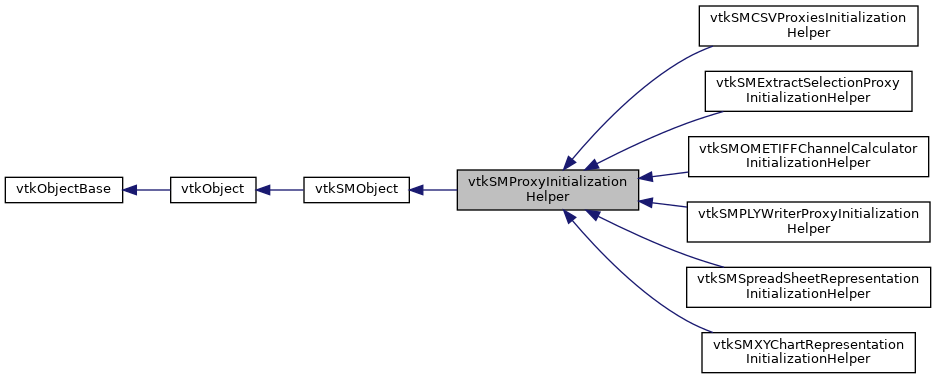 vtkObjectBase
vtkObject
vtkSMObject
vtkSMProxyInitialization
Helper
vtkSMCSVProxiesInitialization
Helper
vtkSMExtractSelectionProxy
InitializationHelper
vtkSMOMETIFFChannelCalculator
InitializationHelper
vtkSMPLYWriterProxyInitialization
Helper
vtkSMSpreadSheetRepresentation
InitializationHelper
vtkSMXYChartRepresentation
InitializationHelper